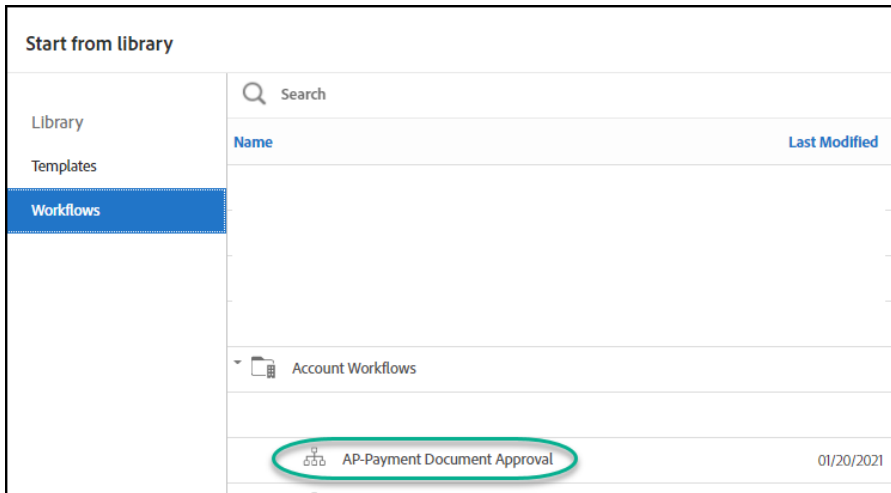 Start from library
Search
Library
Name Last Modified
Templates
Workflows
Account Workflows
AP-Payment Document Approval 01/20/2021